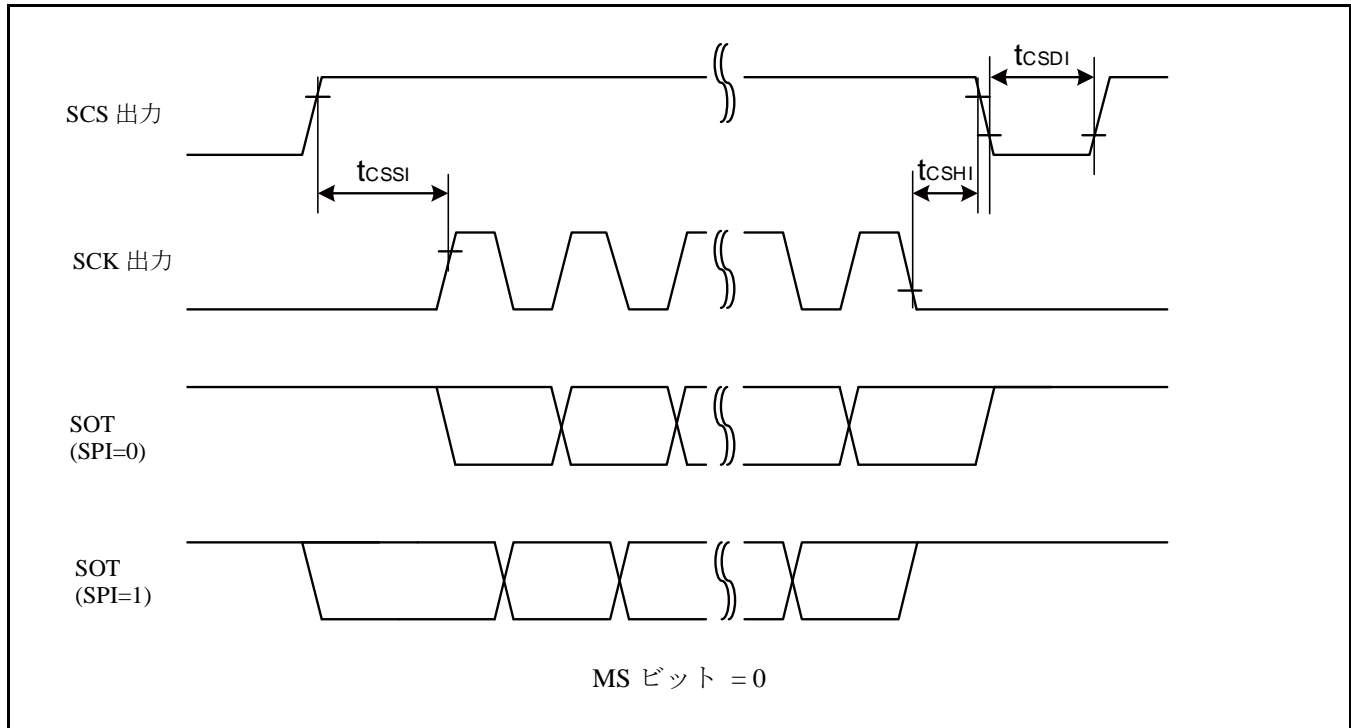 tCSDI
SCS 出力
tCSSI
tCSHI
SCK 出力
SOT
(SPI=0)
SOT
(SPI=1)
MS ビット = 0